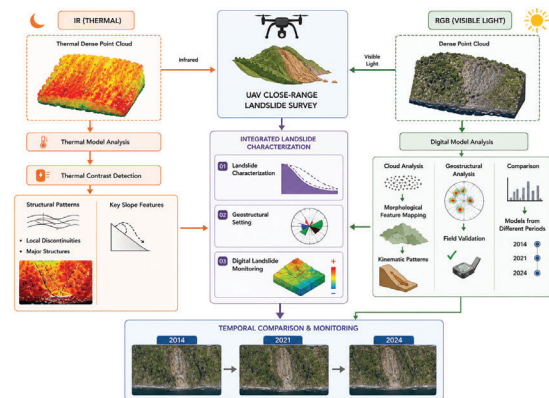 IR (THERMAL)
Thermal Dense Point Cloud
Infrared
Thermal Model Analysis
Thermal Contrast Detection
Structural Patterns
Key Slope Features
• Local Discontinuities
• Major Structures
UAV CLOSE-RANGE
LANDSLIDE SURVEY
INTEGRATED LANDSLIDE
CHARACTERIZATION
01
Landslide
Characterization
02
Geostructural
Setting
03
Digital Landslide
Monitoring
+
−
RGB (VISIBLE LIGHT)
Dense Point Cloud
Visible
Light
Digital Model Analysis
Cloud Analysis
Morphological
Feature Mapping
Kinematic Patterns
Geostructural
Analysis
Field Validation
Comparison
Models from
Different Periods
2014
2021
2024
TEMPORAL COMPARISON & MONITORING
2014
2021
2024